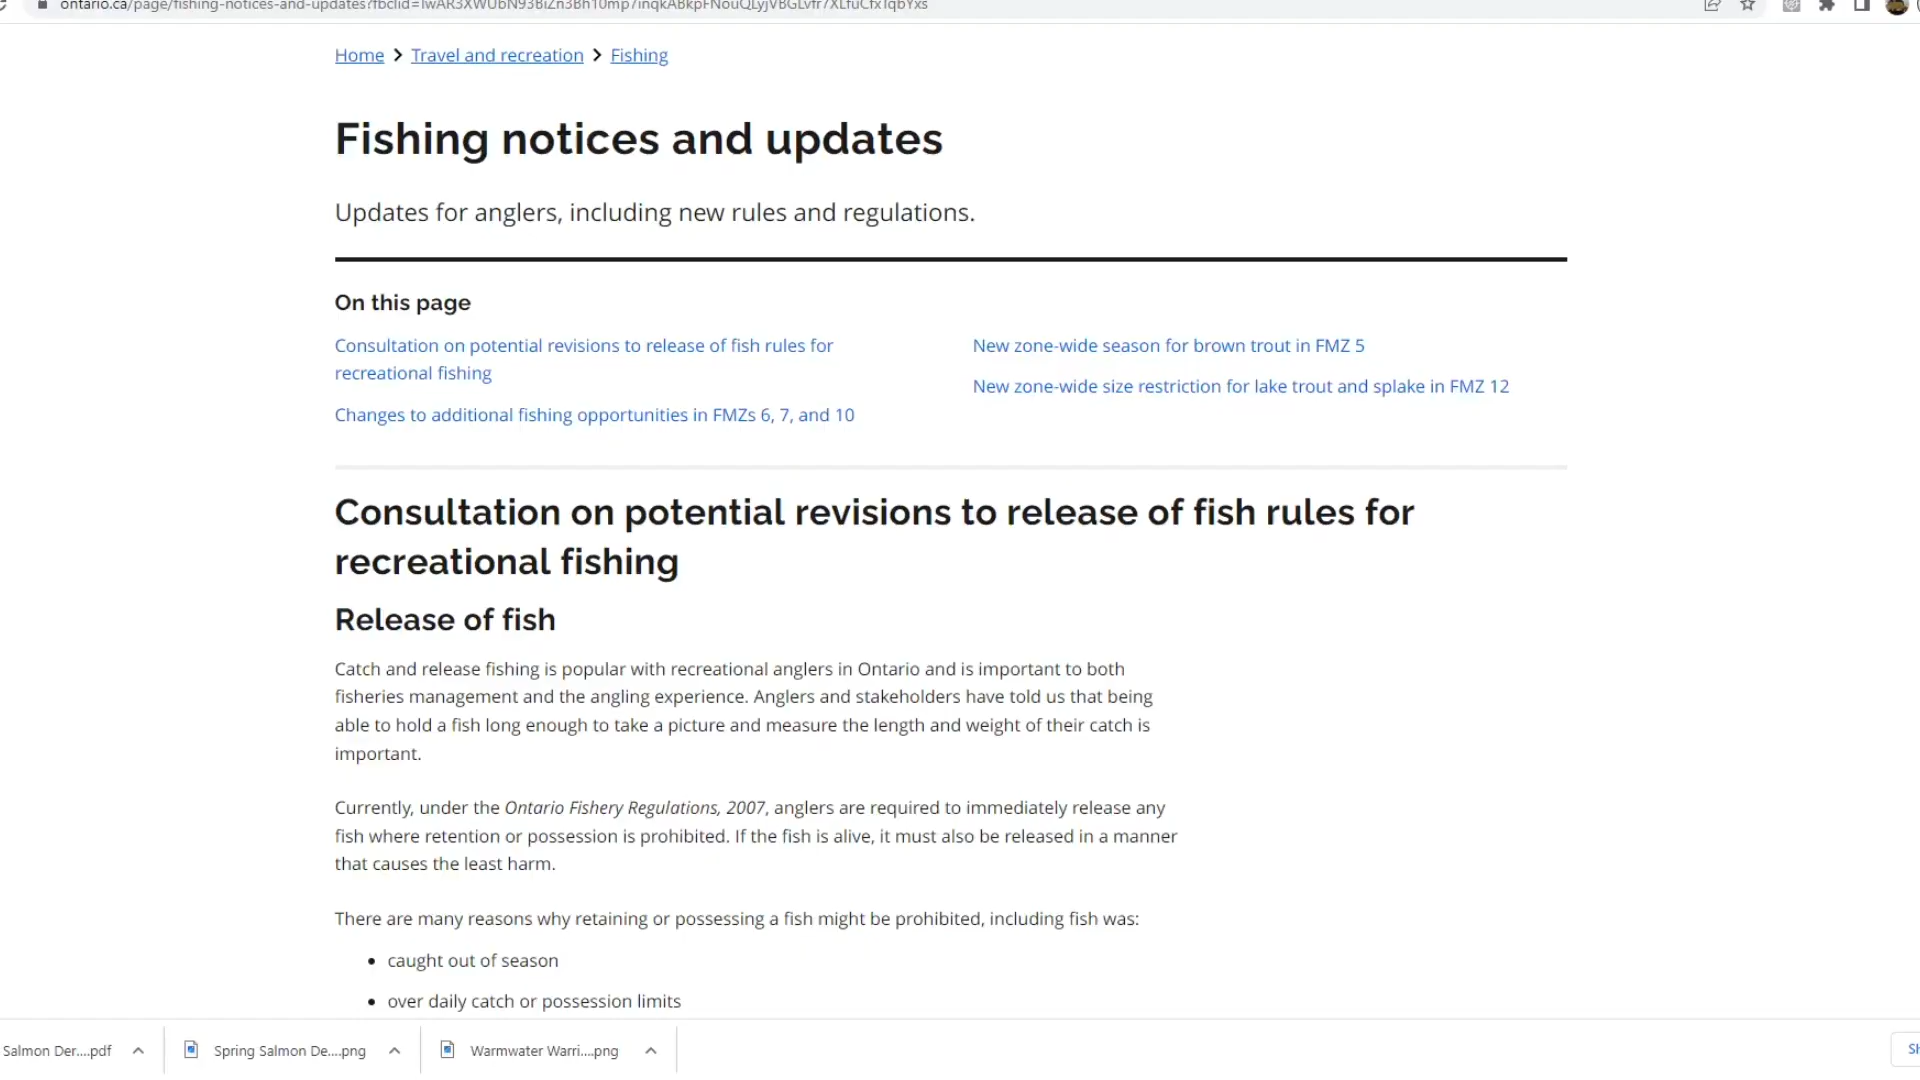 ontario.ca/page/fishing-notices-and-updates?fbclid=
Home > Travel and recreation > Fishing
Fishing notices and updates
Updates for anglers, including new rules and regulations.
On this page
Consultation on potential revisions to release of fish rules for
recreational fishing
Changes to additional fishing opportunities in FMZs 6, 7, and 10
New zone-wide season for brown trout in FMZ 5
New zone-wide size restriction for lake trout and splake in FMZ 12
Consultation on potential revisions to release of fish rules for
recreational fishing
Release of fish
Catch and release fishing is popular with recreational anglers in Ontario and is important to both
fisheries management and the angling experience. Anglers and stakeholders have told us that being
able to hold a fish long enough to take a picture and measure the length and weight of their catch is
important.
Currently, under the Ontario Fishery Regulations, 2007, anglers are required to immediately release any
fish where retention or possession is prohibited. If the fish is alive, it must also be released in a manner
that causes the least harm.
There are many reasons why retaining or possessing a fish might be prohibited, including fish was:
• caught out of season
• over daily catch or possession limits
Salmon Der....pdf
Spring Salmon De....png
Warmwater Warri....png